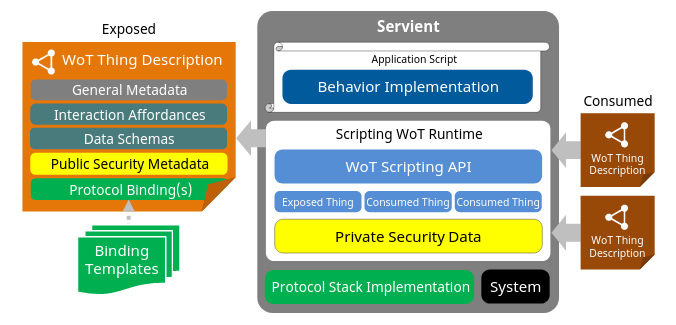 Exposed
WoT Thing Description
General Metadata
Interaction Affordances
Data Schemas
Public Security Metadata
Protocol Binding(s)
Binding
Templates
Servient
Application Script
Behavior Implementation
Scripting WoT Runtime
WoT Scripting API
Exposed Thing
Consumed Thing
Consumed Thing
Private Security Data
Protocol Stack Implementation
System
Consumed
WoT Thing
Description
WoT Thing
Description